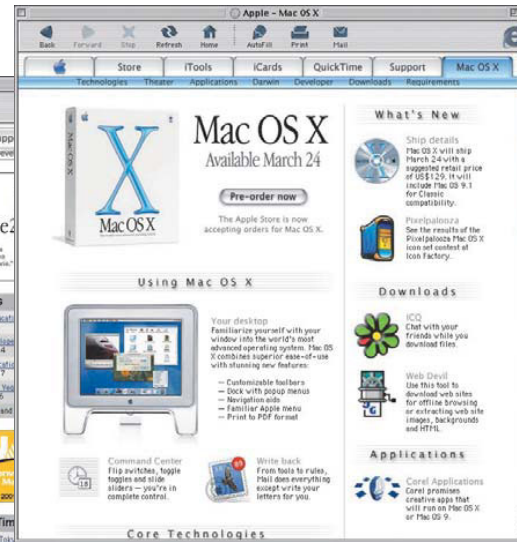 Apple – Mac OS X
Back Forward Stop Refresh Home AutoFill Print Mail
Store iTools iCards QuickTime Support Mac OS X
Technologies Theater Applications Darwin Developer Downloads Requirements
X
Mac OS X
Mac OS X
Available March 24
Pre-order now
The Apple Store is now
accepting orders for Mac OS X.
Using Mac OS X
Your desktop
Familiarize yourself with your
window into the world's most
advanced operating system. Mac OS
X combines superior ease-of-use
with stunning new features:
— Customizable toolbars
— Dock with popup menus
— Navigation aids
— Familiar Apple menu
— Print to PDF format
Command Center
Flip switches, toggle
toggles and slide
sliders — you're in
complete control.
18
Write back
From tools to rules,
Mail does everything
except write your
letters for you.
Core Technologies
What's New
Ship details
Mac OS X will ship
March 24 with a
suggested retail price
of US$129. It will
include Mac OS 9.1
for Classic
compatibility.
Pixelpalooza
See the results of the
Pixelpalooza Mac OS X
icon set contest at
Icon Factory.
Downloads
ICQ
Chat with your
friends while you
download files.
Web Devil
Use this tool to
download web sites
for offline browsing
or extracting web site
images, backgrounds
and HTML.
Applications
Corel Applications
Corel promises
creative apps that
will run on Mac OS X
or Mac OS 9.